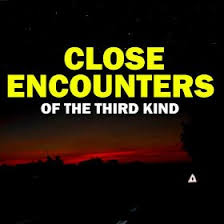 CLOSE
ENCOUNTERS
OF THE THIRD KIND